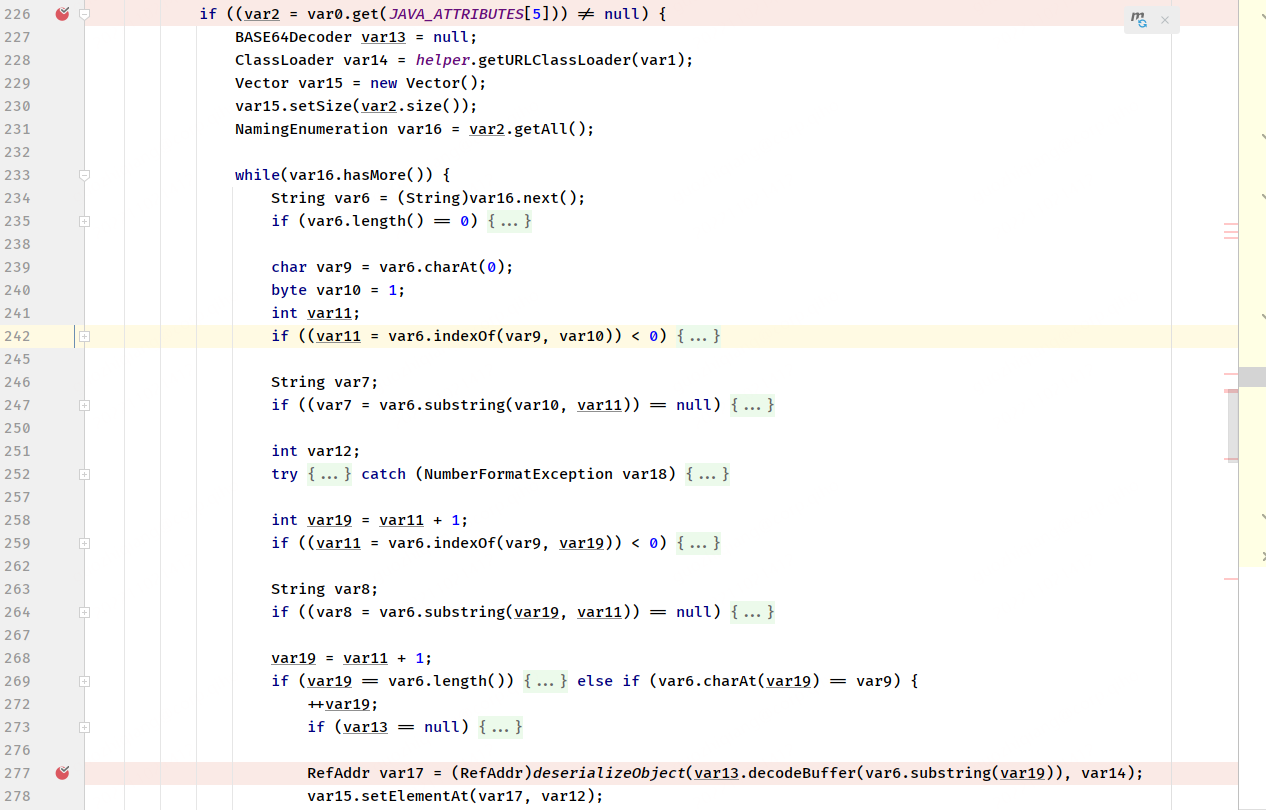 226 if ((var2 = var0.get(JAVA_ATTRIBUTES[5])) ≠ null) {
227 BASE64Decoder var13 = null;
228 ClassLoader var14 = helper.getURLClassLoader(var1);
229 Vector var15 = new Vector();
230 var15.setSize(var2.size());
231 NamingEnumeration var16 = var2.getAll();
232
233 while(var16.hasMore()) {
234 String var6 = (String)var16.next();
235 if (var6.length() == 0) {...}
238
239 char var9 = var6.charAt(0);
240 byte var10 = 1;
241 int var11;
242 if ((var11 = var6.indexOf(var9, var10)) < 0) {...}
245
246 String var7;
247 if ((var7 = var6.substring(var10, var11)) == null) {...}
250
251 int var12;
252 try {...} catch (NumberFormatException var18) {...}
257
258 int var19 = var11 + 1;
259 if ((var11 = var6.indexOf(var9, var19)) < 0) {...}
262
263 String var8;
264 if ((var8 = var6.substring(var19, var11)) == null) {...}
267
268 var19 = var11 + 1;
269 if (var19 == var6.length()) {...} else if (var6.charAt(var19) == var9) {
272 ++var19;
273 if (var13 == null) {...}
276
277 RefAddr var17 = (RefAddr)deserializeObject(var13.decodeBuffer(var6.substring(var19)), var14);
278 var15.setElementAt(var17, var12);